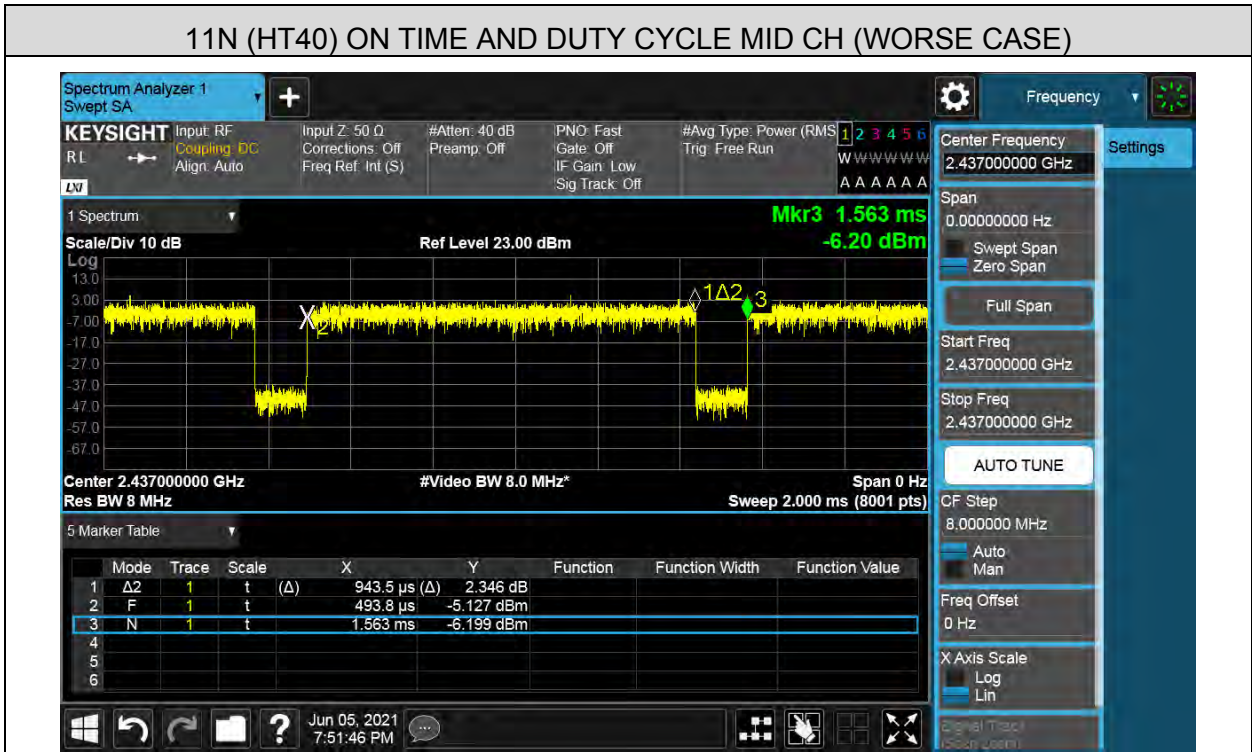 11N (HT40) ON TIME AND DUTY CYCLE MID CH (WORSE CASE)
Spectrum Analyzer 1
Swept SA
Frequency
KEYSIGHT
RL
LXI
Input: RF
Coupling: DC
Align: Auto
Input Z: 50 Ω
Corrections: Off
Freq Ref: Int (S)
#Atten: 40 dB
Preamp: Off
PNO: Fast
Gate: Off
IF Gain: Low
Sig Track: Off
#Avg Type: Power (RMS
Trig: Free Run
1 2 3 4 5 6
W W W W W W
A A A A A A
Center Frequency
2.437000000 GHz
Settings
Span
0.00000000 Hz
Swept Span
Zero Span
Full Span
Start Freq
2.437000000 GHz
Stop Freq
2.437000000 GHz
AUTO TUNE
CF Step
8.000000 MHz
Auto
Man
Freq Offset
0 Hz
X Axis Scale
Log
Lin
1 Spectrum
Mkr3 1.563 ms
Scale/Div 10 dB
Ref Level 23.00 dBm
-6.20 dBm
Log
13.0
3.00
-7.00
-17.0
-27.0
-37.0
-47.0
-57.0
-67.0
X2
1Δ2
3
Center 2.437000000 GHz
#Video BW 8.0 MHz*
Span 0 Hz
Res BW 8 MHz
Sweep 2.000 ms (8001 pts)
5 Marker Table
Mode Trace Scale X Y Function Function Width Function Value
1 Δ2 1 t (Δ) 943.5 µs (Δ) 2.346 dB
2 F 1 t 493.8 µs -5.127 dBm
3 N 1 t 1.563 ms -6.199 dBm
4
5
6
Jun 05, 2021
7:51:46 PM